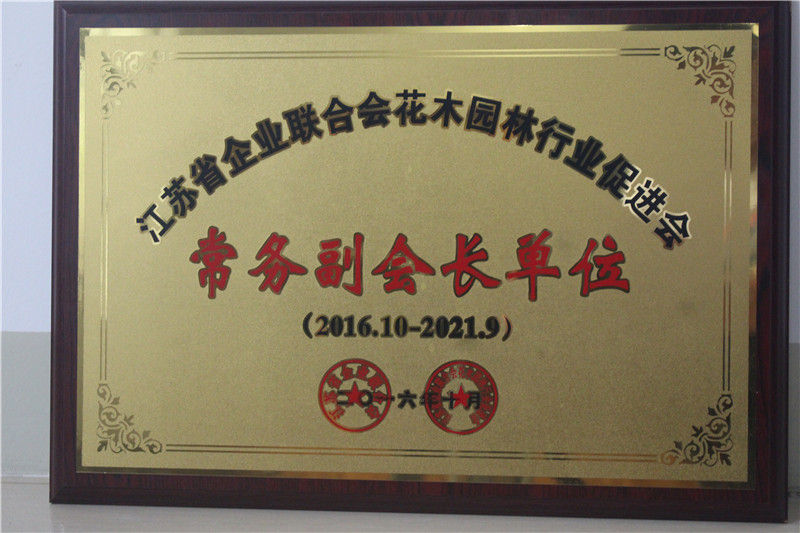 江苏省企业联合会花木园林行业促进会
常务副会长单位
(2016.10-2021.9)
二〇一六年十月